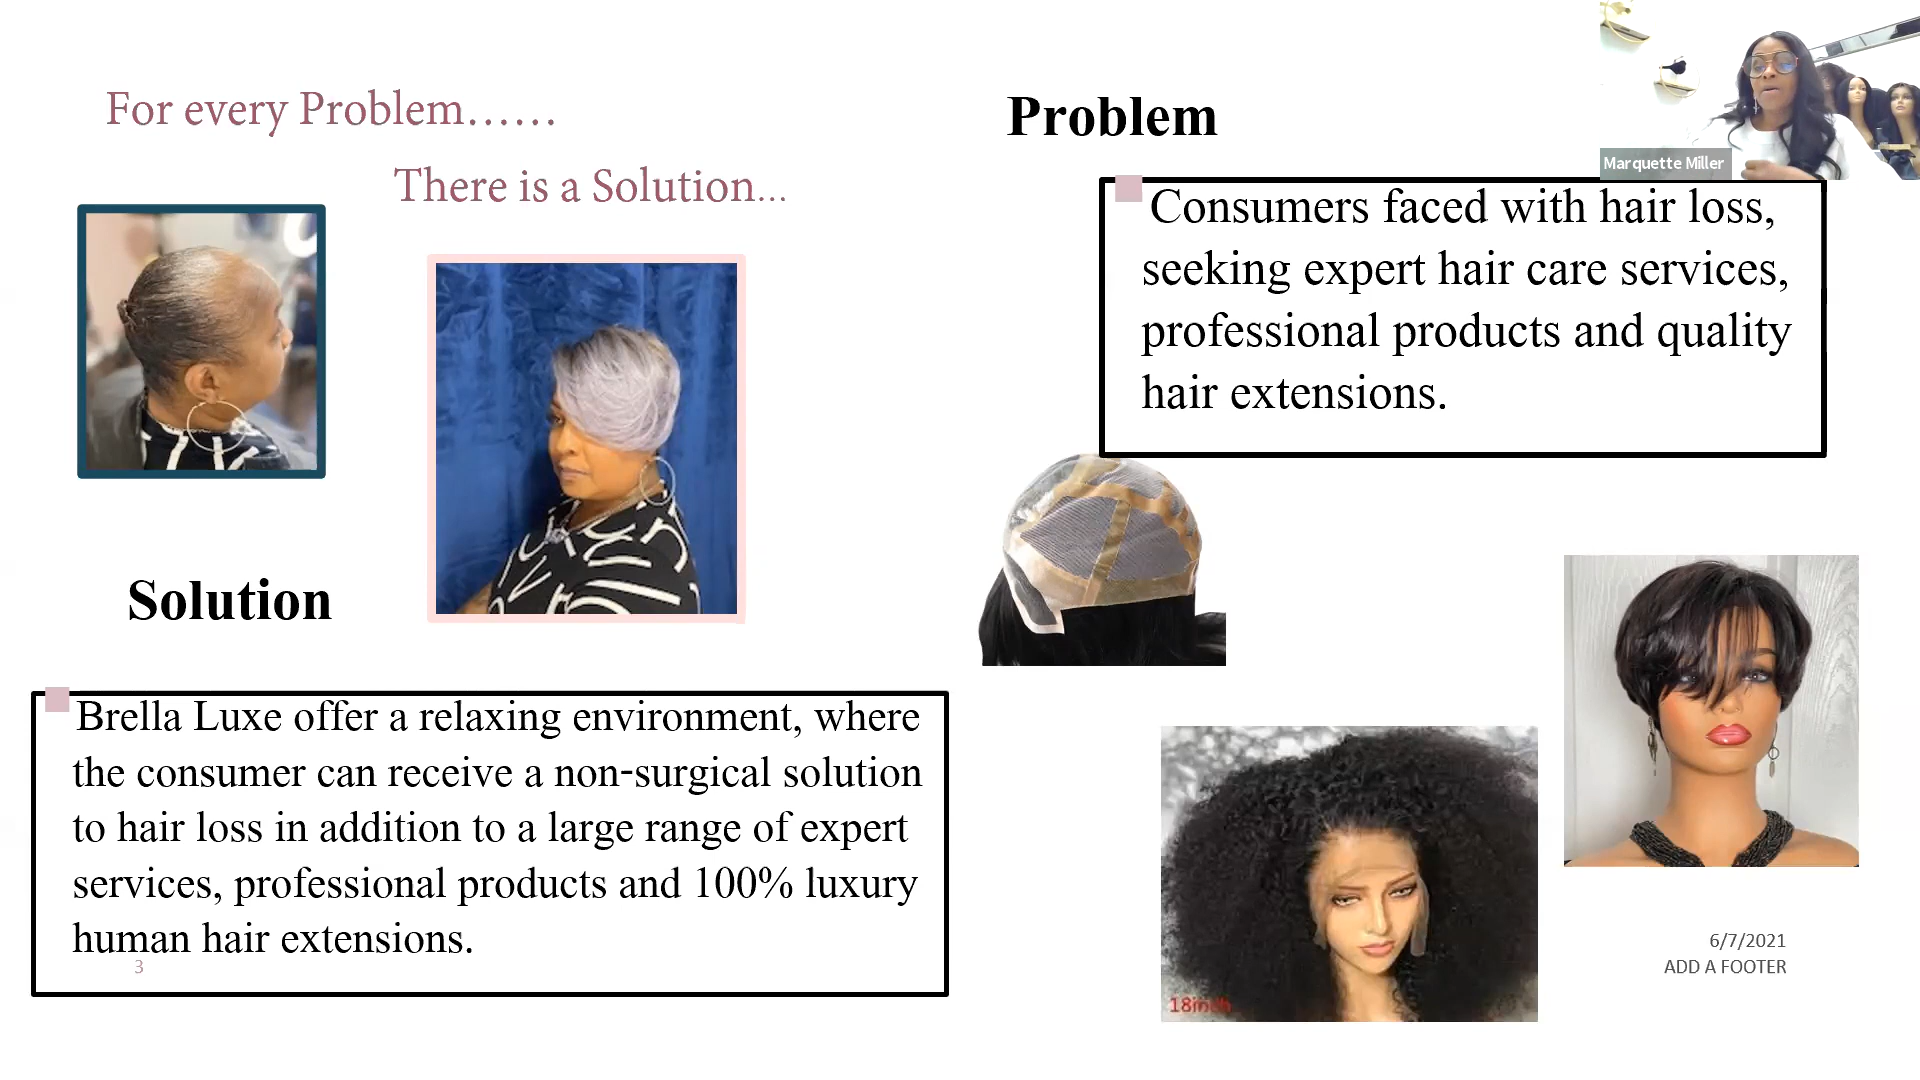 For every Problem......
There is a Solution...
Problem
Marquette Miller
Consumers faced with hair loss,
seeking expert hair care services,
professional products and quality
hair extensions.
Solution
Brella Luxe offer a relaxing environment, where
the consumer can receive a non-surgical solution
to hair loss in addition to a large range of expert
services, professional products and 100% luxury
human hair extensions.
3
18inch
6/7/2021
ADD A FOOTER